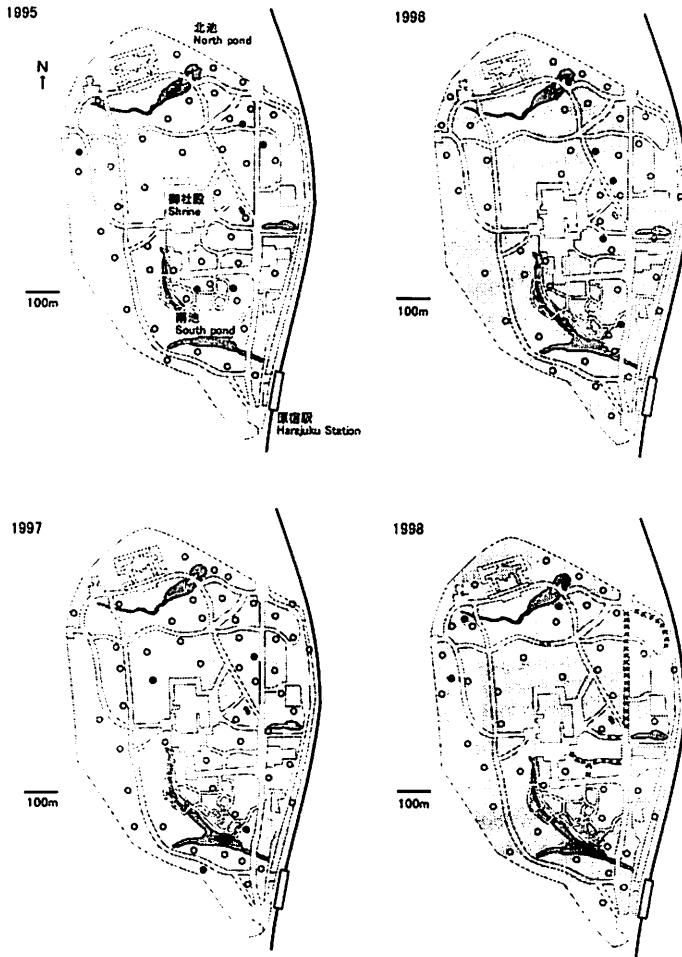 1995
北池
North pond
N
御社殿
Shrine
100m
南池
South pond
原宿駅
Harajuku Station
1998
100m
1997
100m
1998
100m